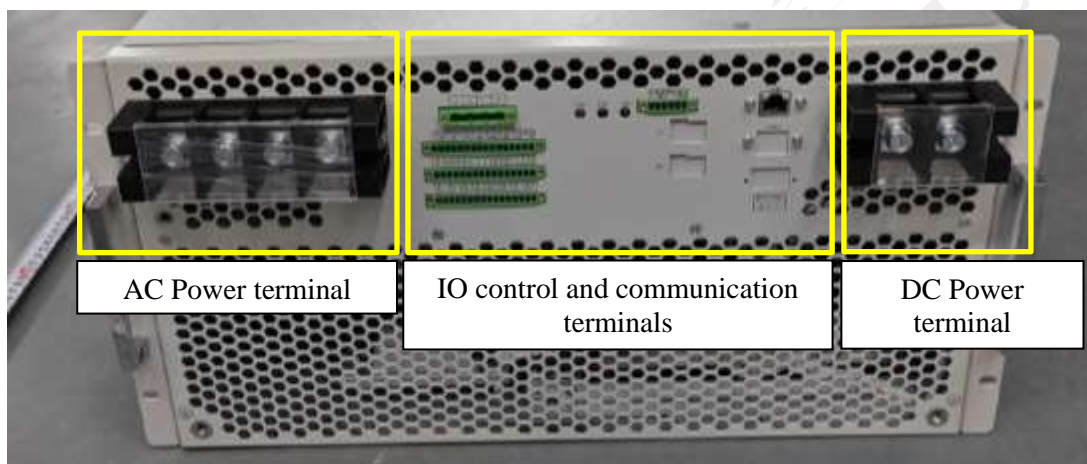 AC Power terminal
IO control and communication
terminals
DC Power
terminal